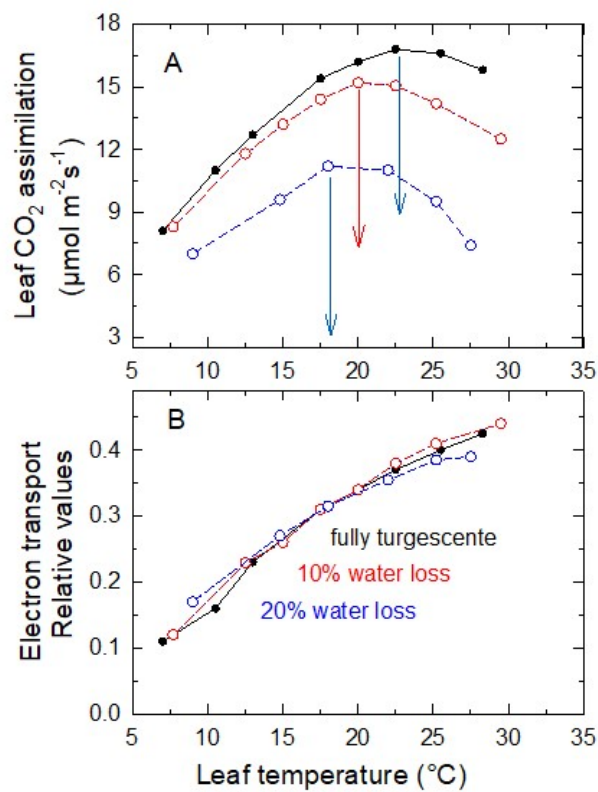 A
Leaf CO₂ assimilation
(µmol m⁻²s⁻¹)
18
15
12
9
6
3
5 10 15 20 25 30 35
B
Electron transport
Relative values
0.4
0.3
0.2
0.1
0.0
fully turgescente
10% water loss
20% water loss
5 10 15 20 25 30 35
Leaf temperature (°C)